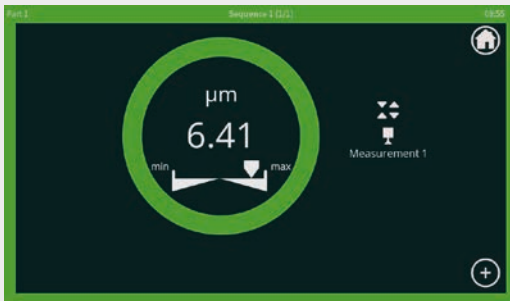 Part 1
Sequence 1 (1/1)
09:55
µm
6.41
min
max
Measurement 1